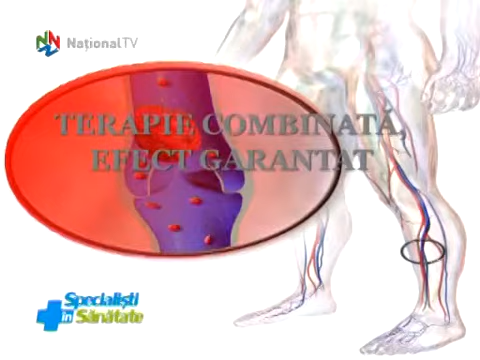 NaționalTV
TERAPIE COMBINATĂ,
EFECT GARANTAT
Specialiști
în Sănătate